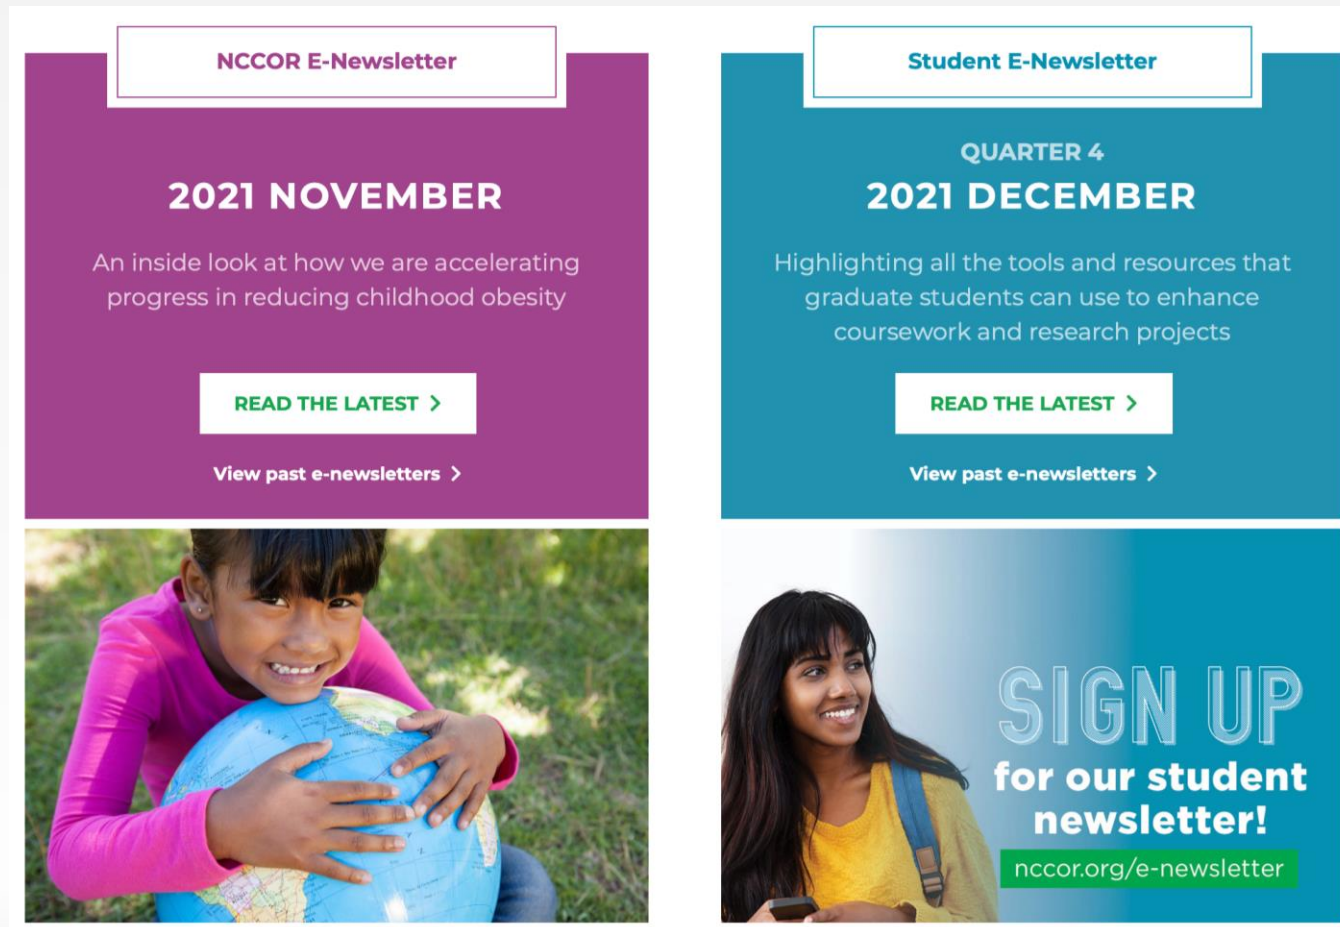 NCCOR E-Newsletter
2021 NOVEMBER
An inside look at how we are accelerating
progress in reducing childhood obesity
READ THE LATEST >
View past e-newsletters >
Student E-Newsletter
QUARTER 4
2021 DECEMBER
Highlighting all the tools and resources that
graduate students can use to enhance
coursework and research projects
READ THE LATEST >
View past e-newsletters >
SIGN UP
for our student
newsletter!
nccor.org/e-newsletter